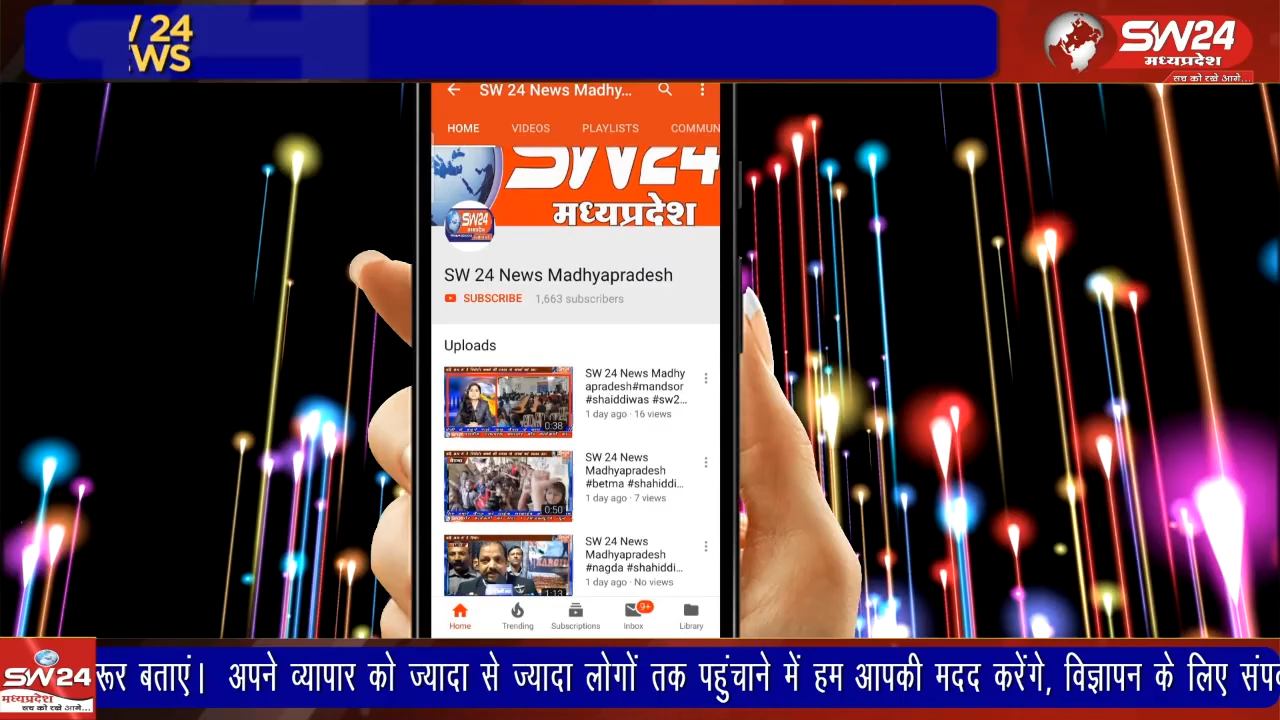 24
SW24
मध्यप्रदेश
सच को रखे आगे...
SW 24 News Madhy...
HOME VIDEOS PLAYLISTS COMMUN
SW24
मध्यप्रदेश
SW24
SW 24 News Madhyapradesh
SUBSCRIBE 1,663 subscribers
Uploads
SW 24 News Madhy
apradesh#mandsor
#shaiddiwas #sw2...
1 day ago · 16 views
0:38
SW 24 News
Madhyapradesh
#betma #shahiddi...
1 day ago · 7 views
0:50
SW 24 News
Madhyapradesh
#nagda #shahiddi...
1 day ago · No views
1:13
Home Trending Subscriptions 9+ Inbox Library
SW24
मध्यप्रदेश
सच को रखे आगे...
रूर बताएं। अपने व्यापार को ज्यादा से ज्यादा लोगों तक पहुंचाने में हम आपकी मदद करेंगे, विज्ञापन के लिए संप